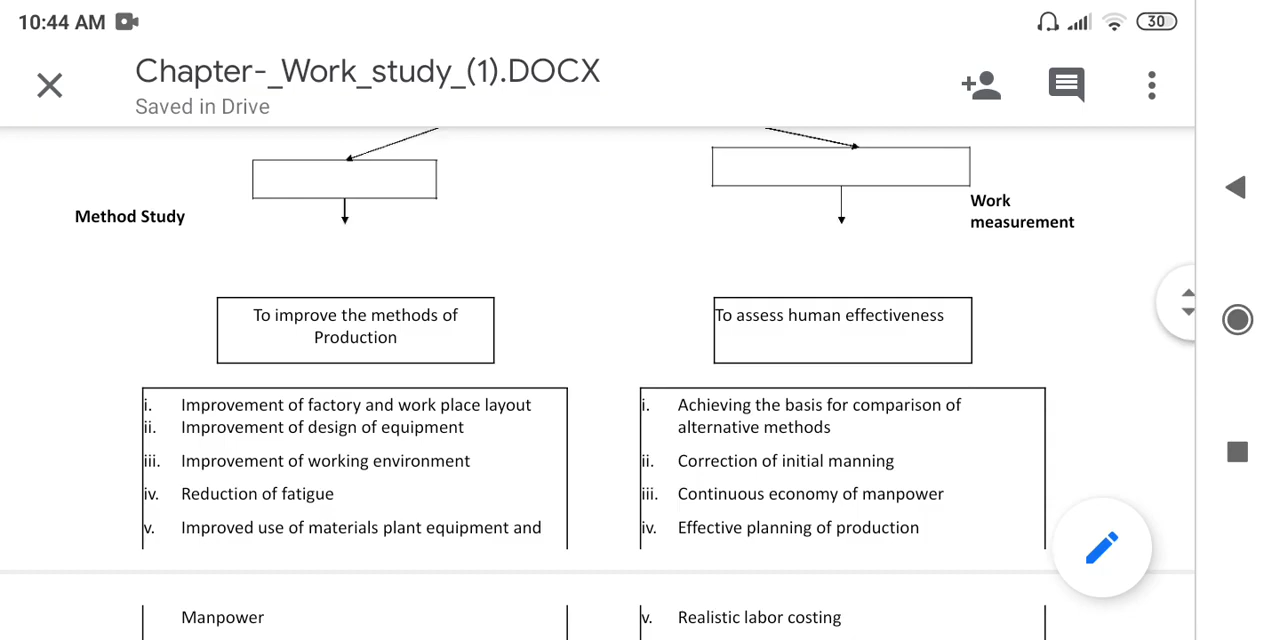 10:44 AM
30
Chapter-_Work_study_(1).DOCX
Saved in Drive
Method Study
Work
measurement
To improve the methods of
Production
To assess human effectiveness
i. Improvement of factory and work place layout
ii. Improvement of design of equipment
iii. Improvement of working environment
iv. Reduction of fatigue
v. Improved use of materials plant equipment and
Manpower
i. Achieving the basis for comparison of
alternative methods
ii. Correction of initial manning
iii. Continuous economy of manpower
iv. Effective planning of production
v. Realistic labor costing